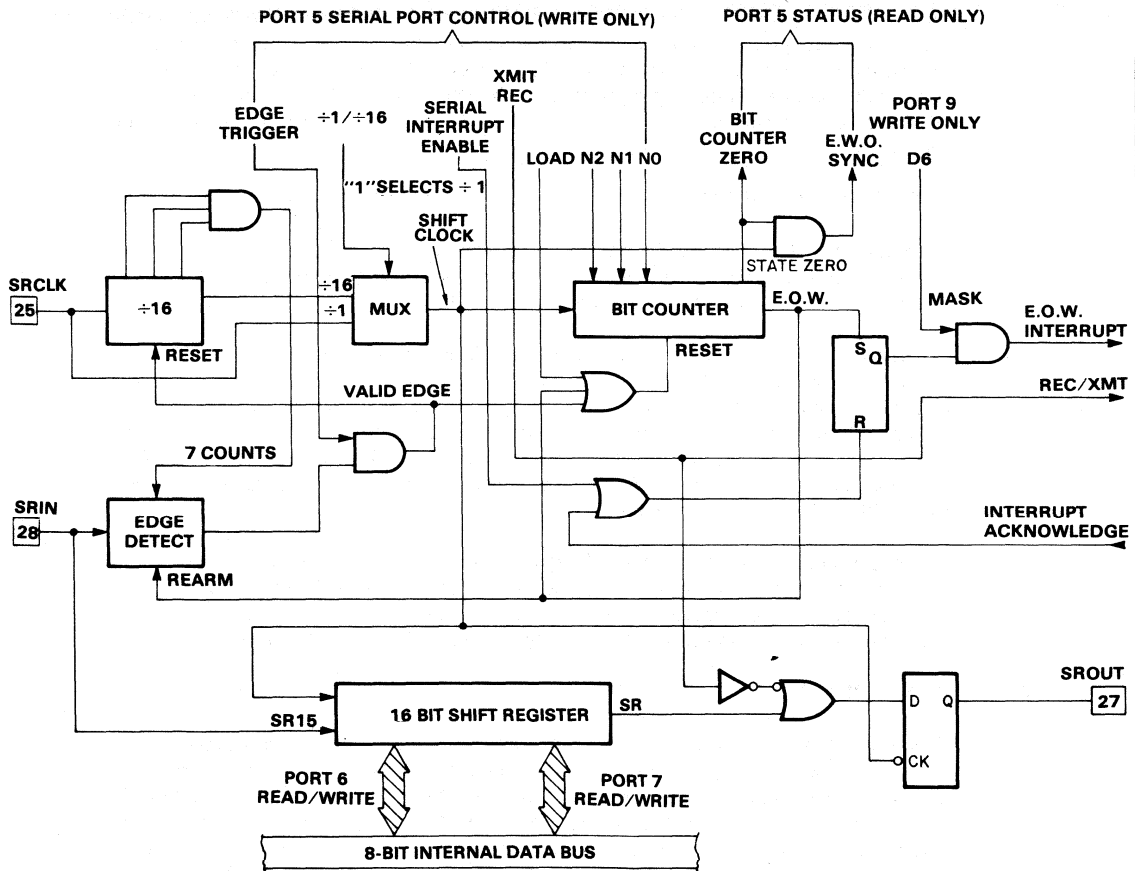 PORT 5 SERIAL PORT CONTROL (WRITE ONLY)
PORT 5 STATUS (READ ONLY)
XMIT
REC
EDGE
TRIGGER
÷1/÷16
SERIAL
INTERRUPT
ENABLE
BIT
COUNTER
ZERO
E.W.O.
SYNC
PORT 9
WRITE ONLY
D6
LOAD N2 N1 N0
"1" SELECTS ÷ 1
SHIFT
CLOCK
STATE ZERO
SRCLK
25
÷16
RESET
÷16
÷1
MUX
BIT COUNTER
E.O.W.
RESET
MASK
E.O.W.
INTERRUPT
S
Q
R
REC/XMT
VALID EDGE
7 COUNTS
SRIN
28
EDGE
DETECT
REARM
INTERRUPT
ACKNOWLEDGE
SR15
16 BIT SHIFT REGISTER
SR
D
Q
CK
SROUT
27
PORT 6
READ/WRITE
PORT 7
READ/WRITE
8-BIT INTERNAL DATA BUS